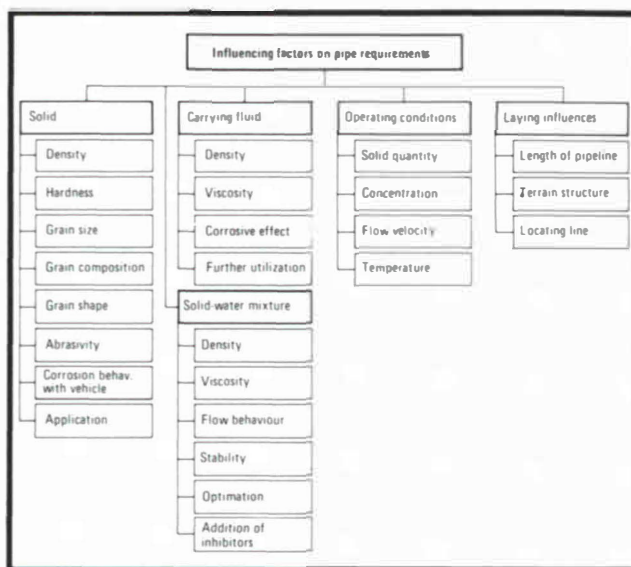 Influencing factors on pipe requirements
Solid
Density
Hardness
Grain size
Grain composition
Grain shape
Abrasivity
Corrosion behav.
with vehicle
Application
Carrying fluid
Density
Viscosity
Corrosive effect
Further utilization
Solid-water mixture
Density
Viscosity
Flow behaviour
Stability
Optimation
Addition of
inhibitors
Operating conditions
Solid quantity
Concentration
Flow velocity
Temperature
Laying influences
Length of pipeline
Terrain structure
Locating line